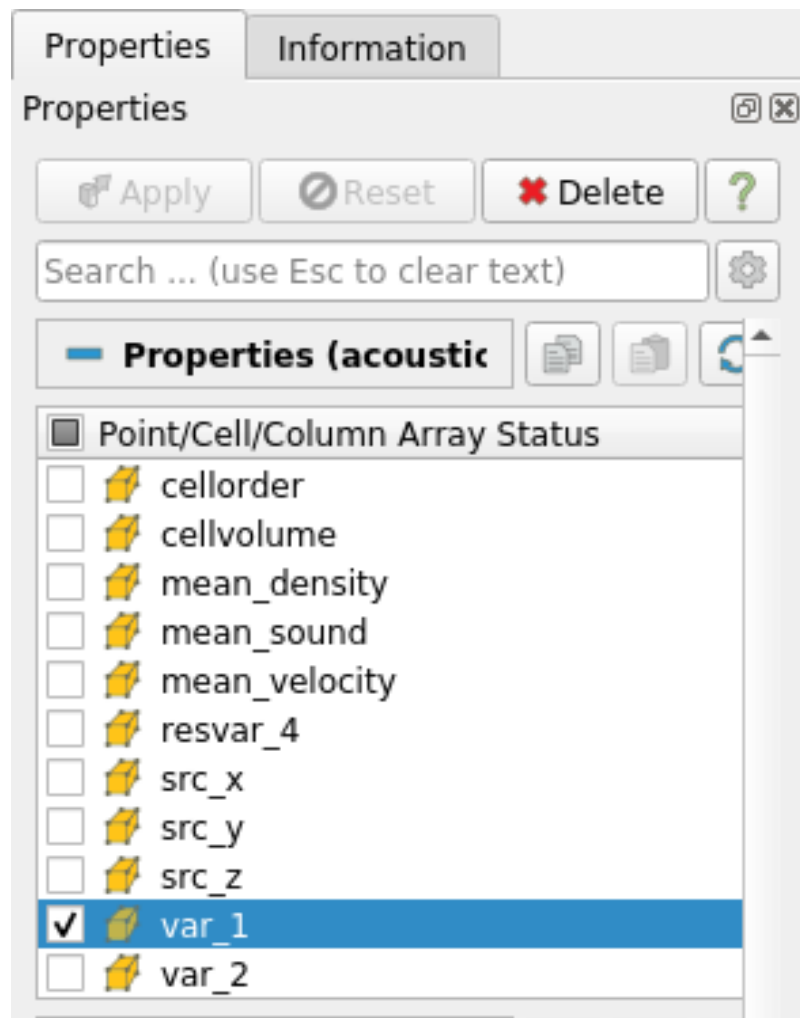 Properties Information
Properties
Apply Reset Delete ?
Search ... (use Esc to clear text)
Properties (acoustic
Point/Cell/Column Array Status
cellorder
cellvolume
mean_density
mean_sound
mean_velocity
resvar_4
src_x
src_y
src_z
var_1
var_2